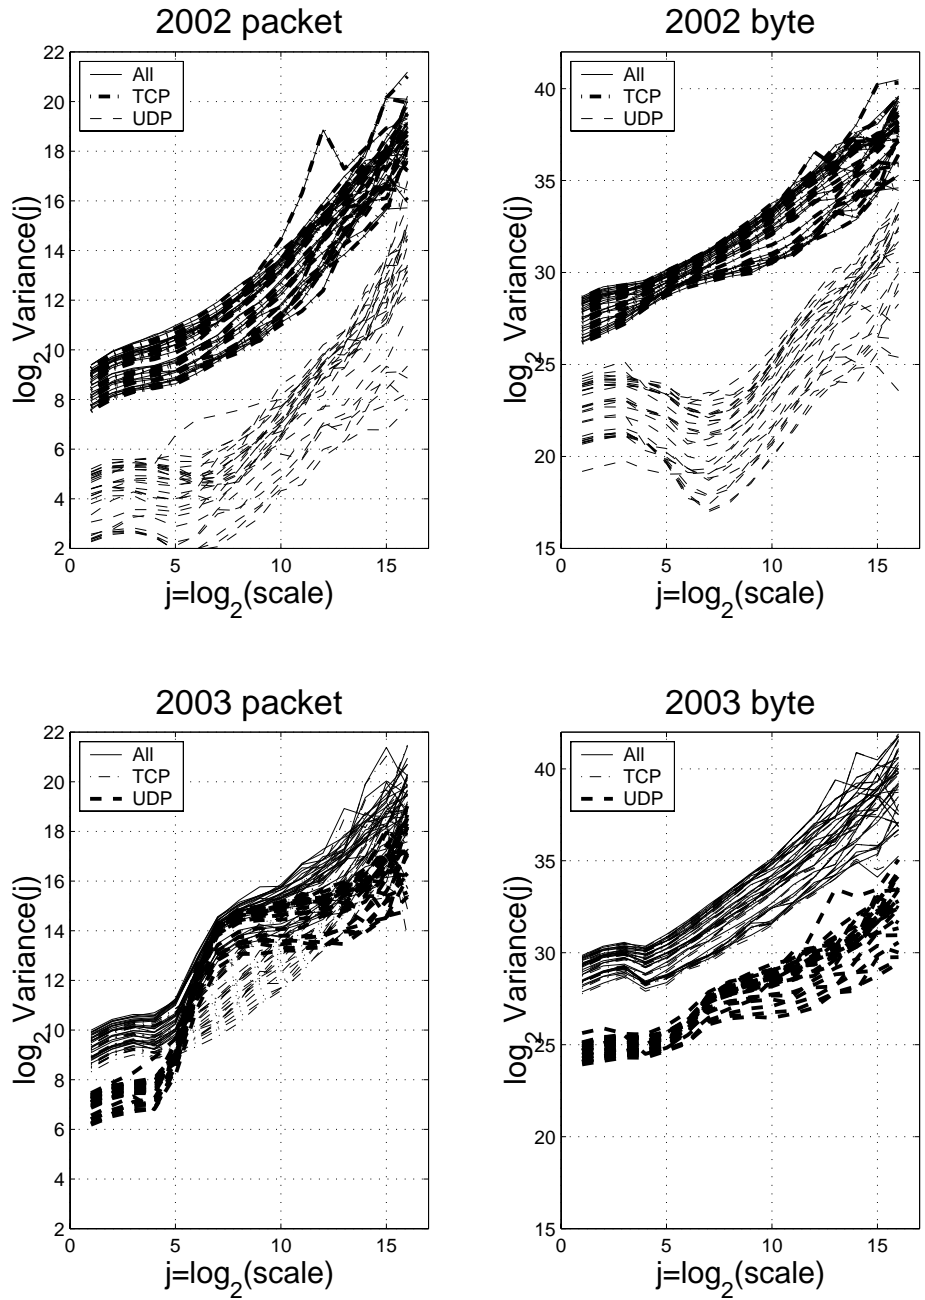 2002 packet
22
20
18
16
14
12
10
8
6
4
2
0
5
10
15
All
TCP
UDP
log2 Variance(j)
j=log2(scale)
2002 byte
40
35
30
25
20
15
0
5
10
15
All
TCP
UDP
log2 Variance(j)
j=log2(scale)
2003 packet
22
20
18
16
14
12
10
8
6
4
2
0
5
10
15
All
TCP
UDP
log2 Variance(j)
j=log2(scale)
2003 byte
40
35
30
25
20
15
0
5
10
15
All
TCP
UDP
log2 Variance(j)
j=log2(scale)